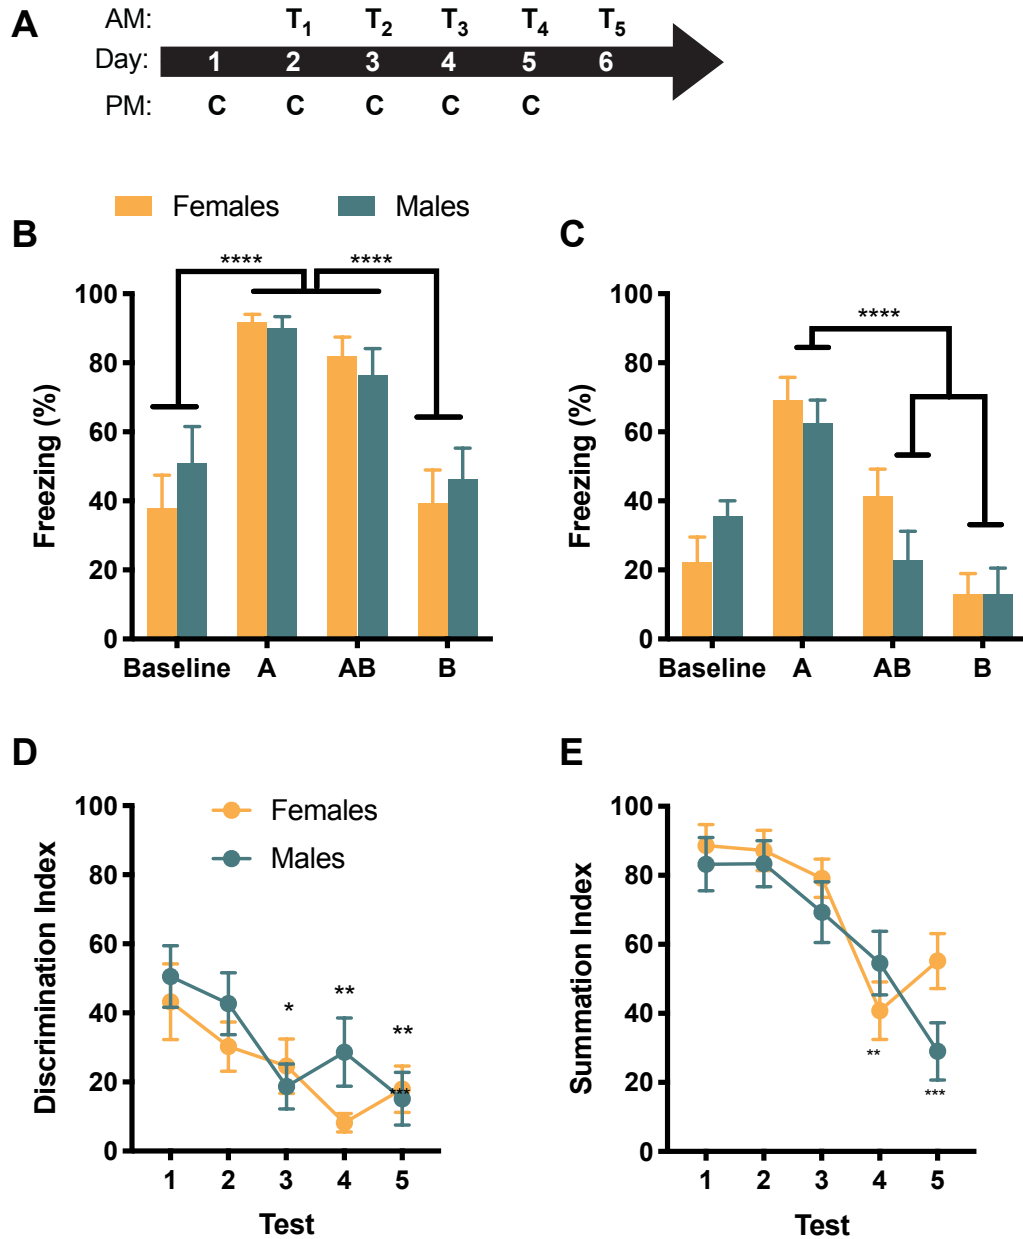 A
AM: T1 T2 T3 T4 T5
Day: 1 2 3 4 5 6
PM: C C C C C
Females Males
B
**** ****
Freezing (%)
100
80
60
40
20
0
Baseline A AB B
C
****
Freezing (%)
100
80
60
40
20
0
Baseline A AB B
D
Females
Males
Discrimination Index
100
80
60
40
20
0
* ** **
***
1 2 3 4 5
Test
E
Summation Index
100
80
60
40
20
0
**
***
1 2 3 4 5
Test